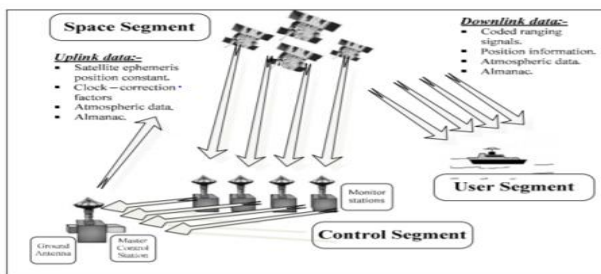 Space Segment
Uplink data:-
Satellite ephemeris
position constant.
Clock – correction
factors
Atmospheric data.
Almanac.
Downlink data:-
Coded ranging
signals.
Position information.
Atmospheric data.
Almanac.
Monitor
stations
User Segment
Control Segment
Ground
Antenna
Master
Control
Station